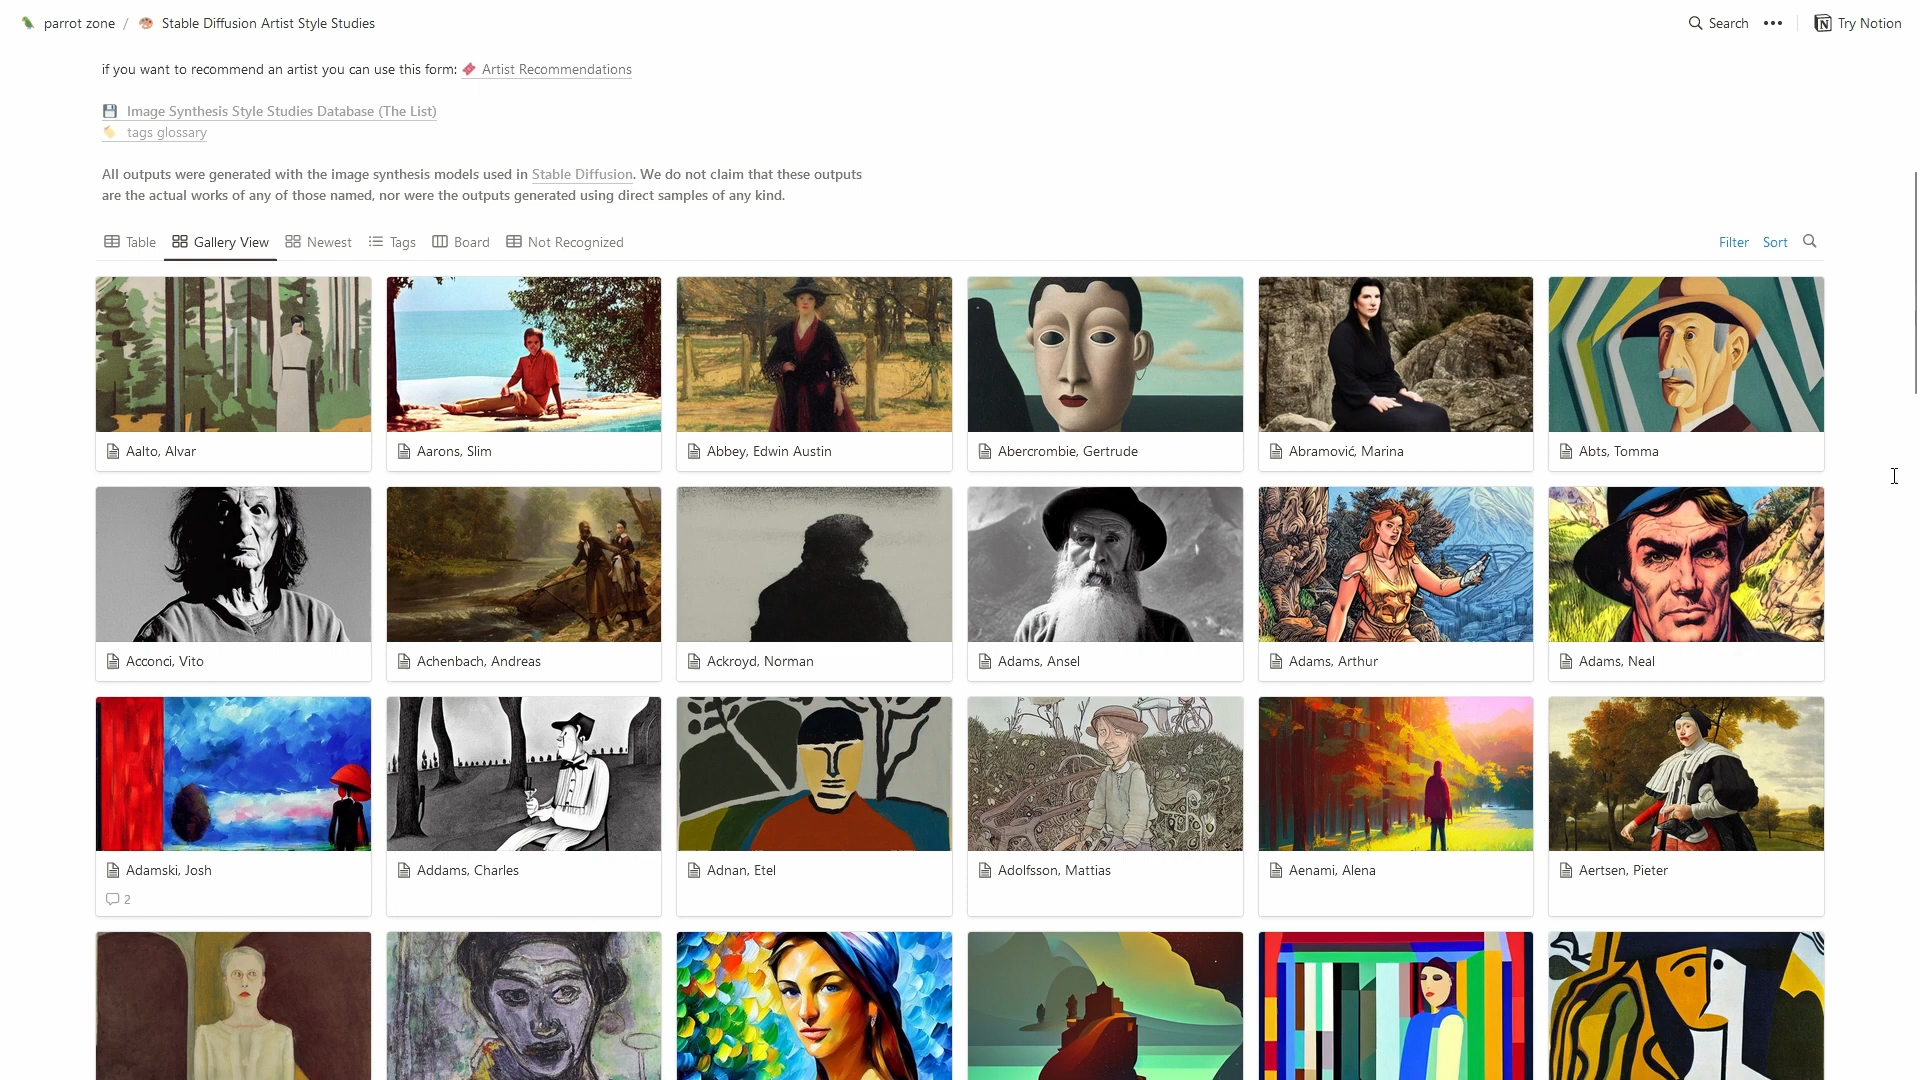 parrot zone / Stable Diffusion Artist Style Studies
Search ••• Try Notion
if you want to recommend an artist you can use this form: Artist Recommendations
Image Synthesis Style Studies Database (The List)
tags glossary
All outputs were generated with the image synthesis models used in Stable Diffusion. We do not claim that these outputs
are the actual works of any of those named, nor were the outputs generated using direct samples of any kind.
Table Gallery View Newest Tags Board Not Recognized Filter Sort
Aalto, Alvar
Aarons, Slim
Abbey, Edwin Austin
Abercrombie, Gertrude
Abramović, Marina
Abts, Tomma
Acconci, Vito
Achenbach, Andreas
Ackroyd, Norman
Adams, Ansel
Adams, Arthur
Adams, Neal
Adamski, Josh
2
Addams, Charles
Adnan, Etel
Adolfsson, Mattias
Aenami, Alena
Aertsen, Pieter